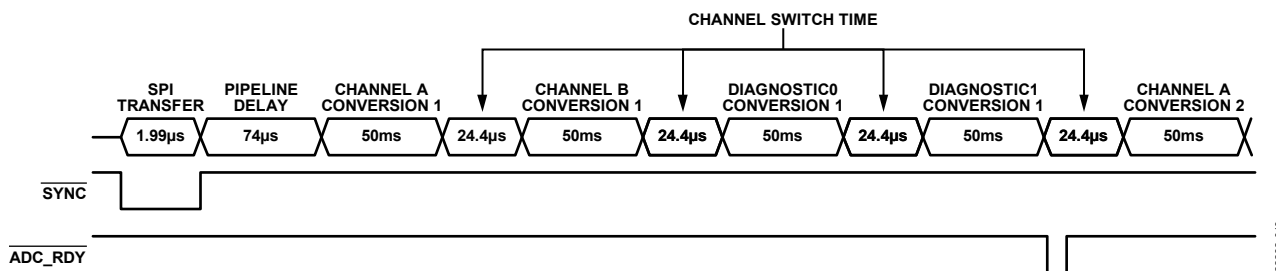 CHANNEL SWITCH TIME
SPI
TRANSFER
PIPELINE
DELAY
CHANNEL A
CONVERSION 1
CHANNEL B
CONVERSION 1
DIAGNOSTIC0
CONVERSION 1
DIAGNOSTIC1
CONVERSION 1
CHANNEL A
CONVERSION 2
1.99µs
74µs
50ms
24.4µs
50ms
24.4µs
50ms
24.4µs
50ms
24.4µs
50ms
SYNC
ADC_RDY